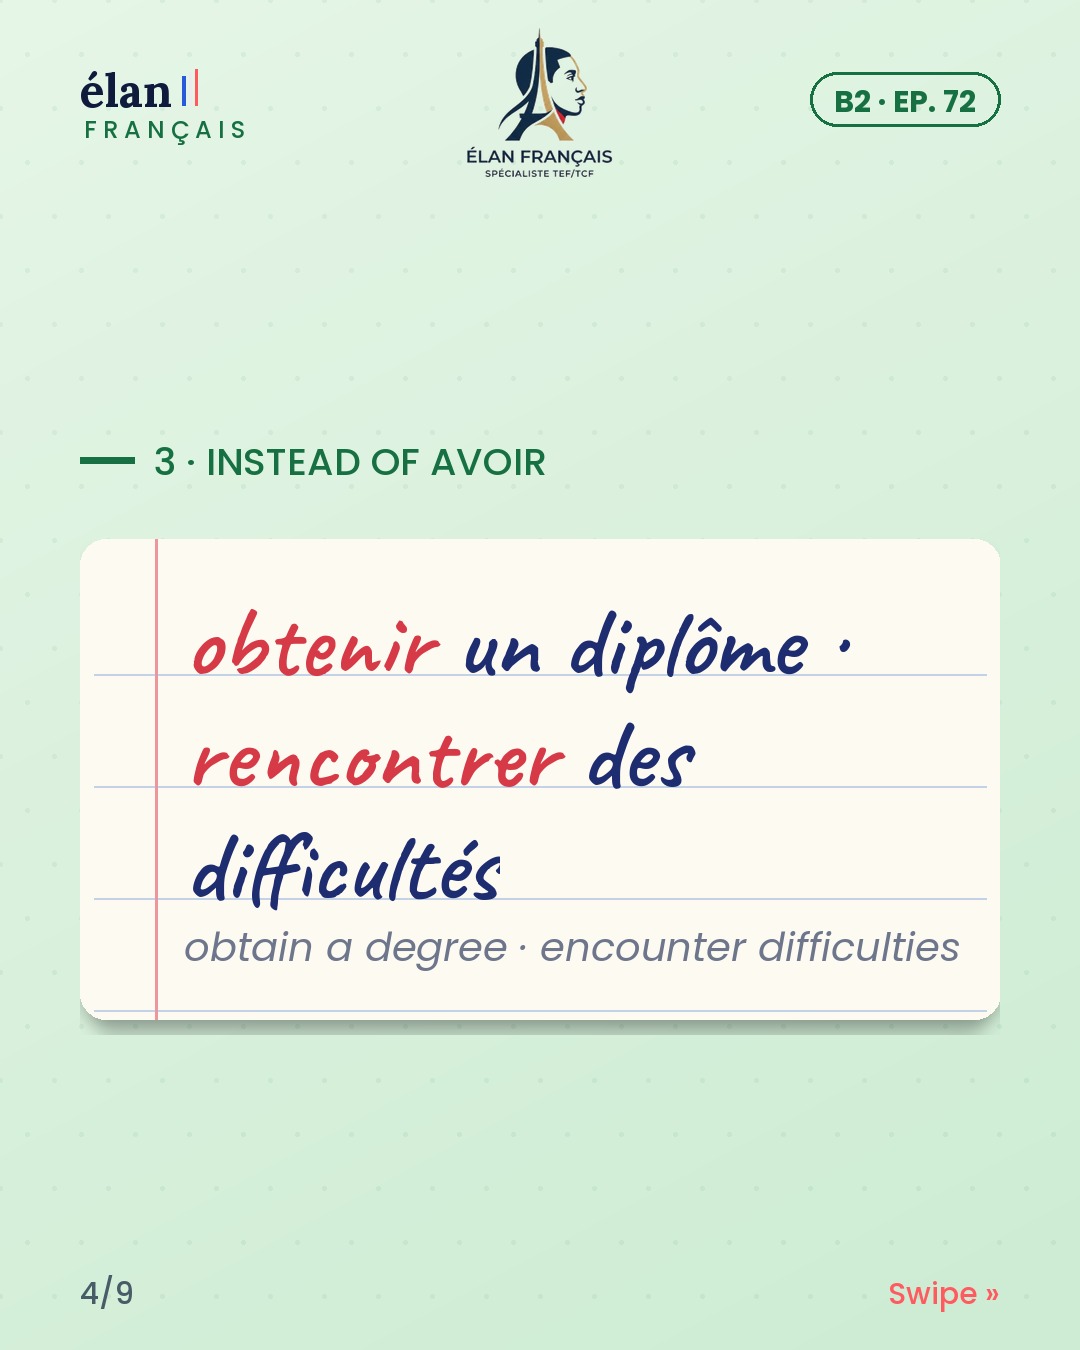 élan
FRANÇAIS
ÉLAN FRANÇAIS
SPÉCIALISTE TEF/TCF
B2 · EP. 72
3 · INSTEAD OF AVOIR
obtenir un diplôme ·
rencontrer des
difficultés
obtain a degree · encounter difficulties
4/9
Swipe »